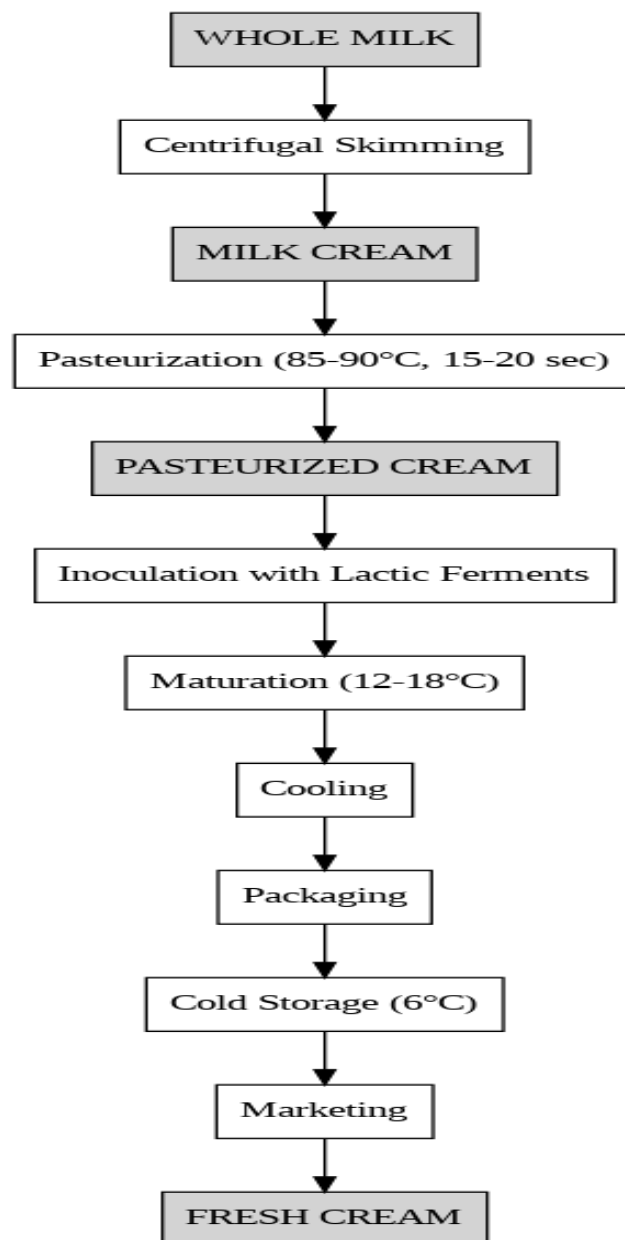 WHOLE MILK
Centrifugal Skimming
MILK CREAM
Pasteurization (85-90°C, 15-20 sec)
PASTEURIZED CREAM
Inoculation with Lactic Ferments
Maturation (12-18°C)
Cooling
Packaging
Cold Storage (6°C)
Marketing
FRESH CREAM